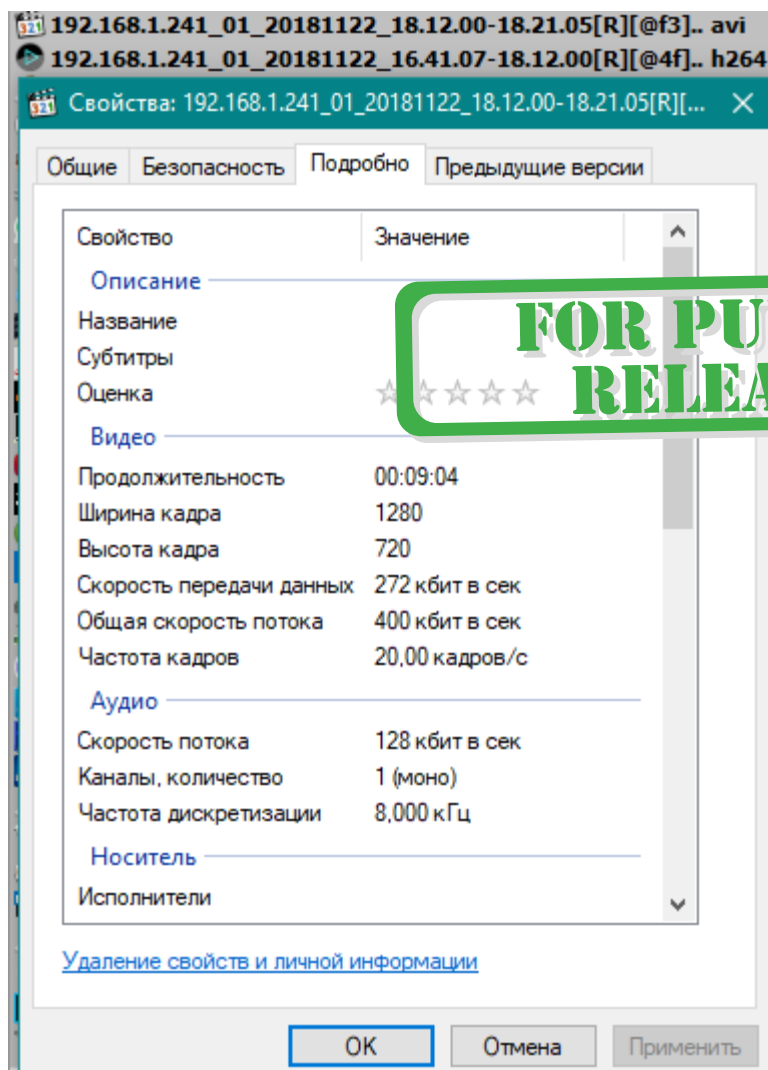 192.168.1.241_01_20181122_18.12.00-18.21.05[R][@f3].. avi
192.168.1.241_01_20181122_16.41.07-18.12.00[R][@4f].. h264
Свойства: 192.168.1.241_01_20181122_18.12.00-18.21.05[R][...
Общие Безопасность Подробно Предыдущие версии
Свойство Значение
Описание
Название
Субтитры
Оценка
FOR PU
RELEA
Видео
Продолжительность 00:09:04
Ширина кадра 1280
Высота кадра 720
Скорость передачи данных 272 кбит в сек
Общая скорость потока 400 кбит в сек
Частота кадров 20,00 кадров/с
Аудио
Скорость потока 128 кбит в сек
Каналы, количество 1 (моно)
Частота дискретизации 8,000 кГц
Носитель
Исполнители
Удаление свойств и личной информации
ОК Отмена Применить